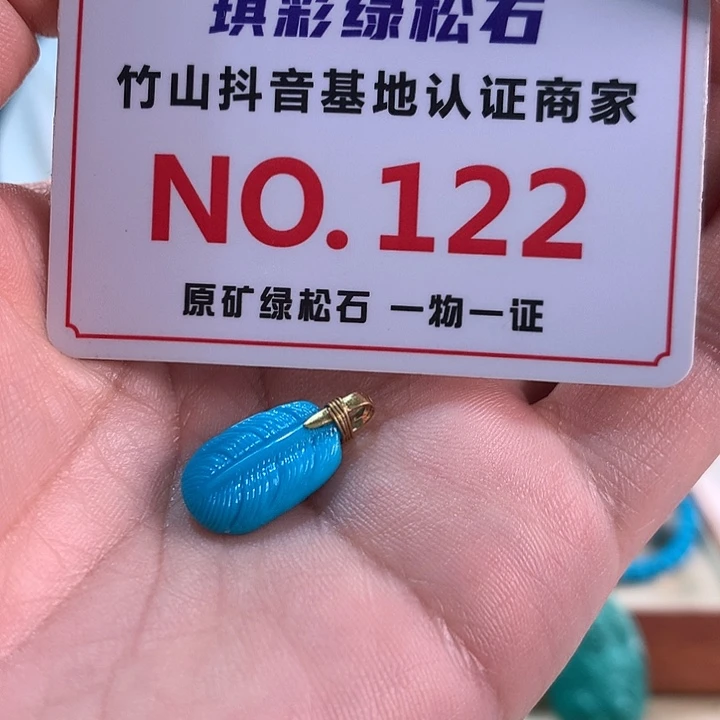 琪彩绿松石
竹山抖音基地认证商家
NO.122
原矿绿松石 一物一证